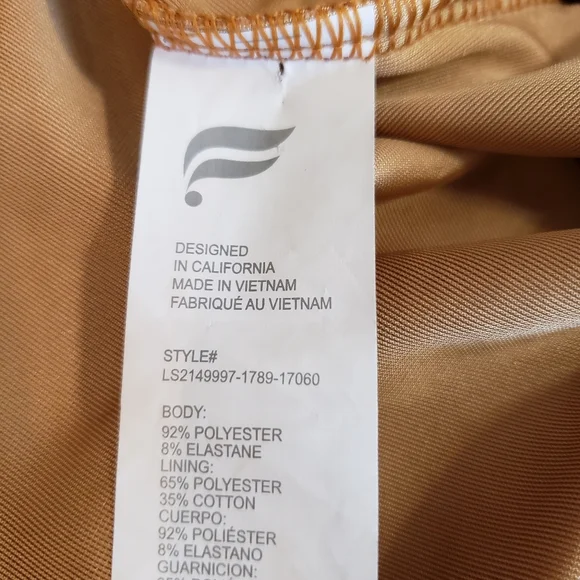 DESIGNED
IN CALIFORNIA
MADE IN VIETNAM
FABRIQUÉ AU VIETNAM
STYLE#
LS2149997-1789-17060
BODY:
92% POLYESTER
8% ELASTANE
LINING:
65% POLYESTER
35% COTTON
CUERPO:
92% POLIÉSTER
8% ELASTANO
GUARNICION: